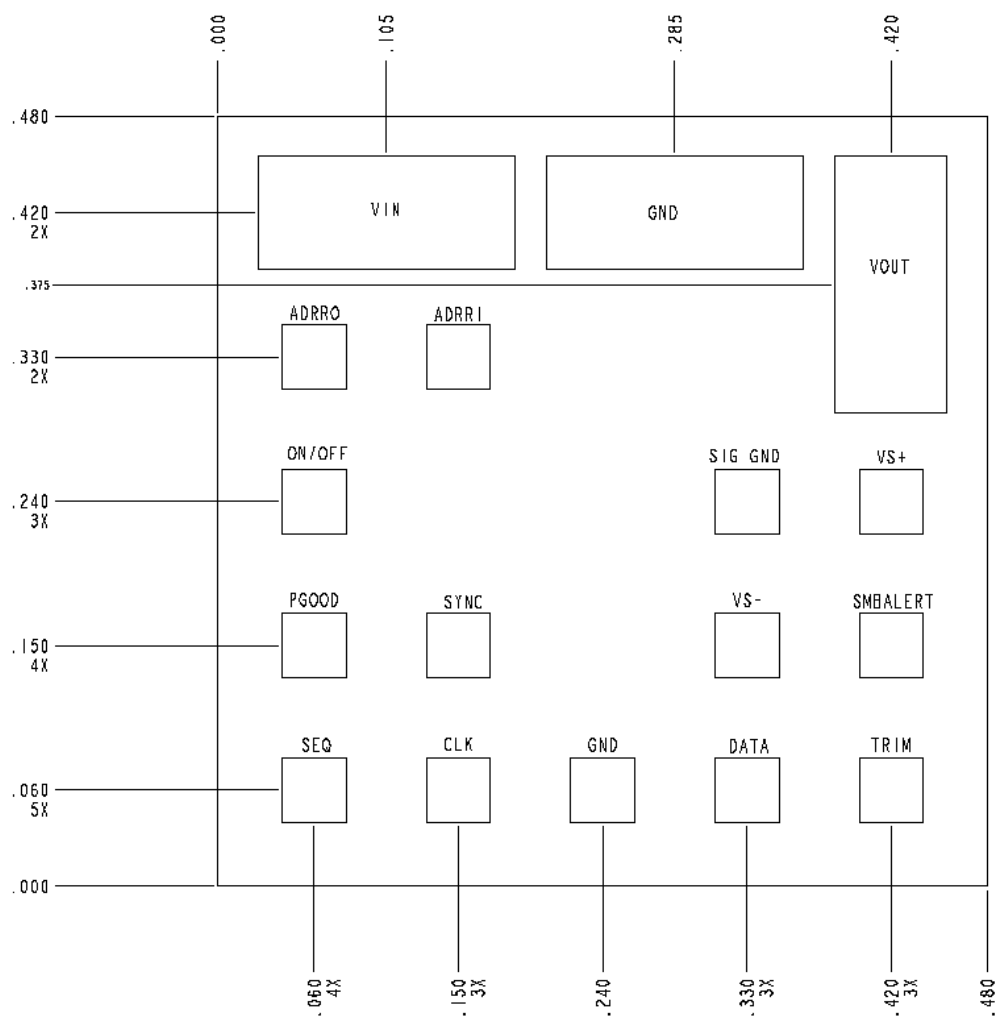 .000 .105 .285 .420
.480
VIN GND
.420
2X
VOUT
.375
ADRR0 ADRR1
.330
2X
ON/OFF SIG GND VS+
.240
3X
PGOOD SYNC VS- SMBALERT
.150
4X
SEQ CLK GND DATA TRIM
.060
5X
.000
.060 .150 .240 .330 .420 .480
4X 3X 3X 3X